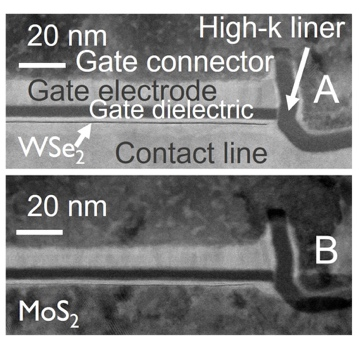 20 nm
High-k liner
Gate connector
Gate electrode
A
Gate dielectric
WSe₂
Contact line
20 nm
B
MoS₂